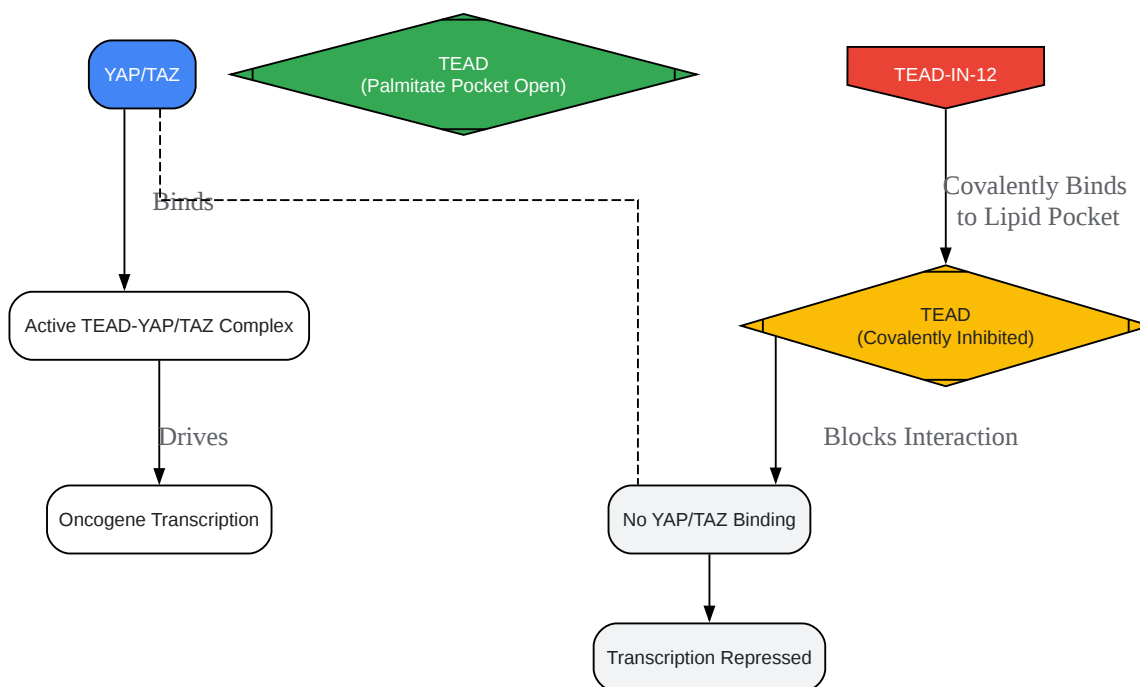 YAP/TAZ
TEAD
(Palmitate Pocket Open)
TEAD-IN-12
Binds
Covalently Binds
to Lipid Pocket
Active TEAD-YAP/TAZ Complex
TEAD
(Covalently Inhibited)
Drives
Blocks Interaction
Oncogene Transcription
No YAP/TAZ Binding
Transcription Repressed